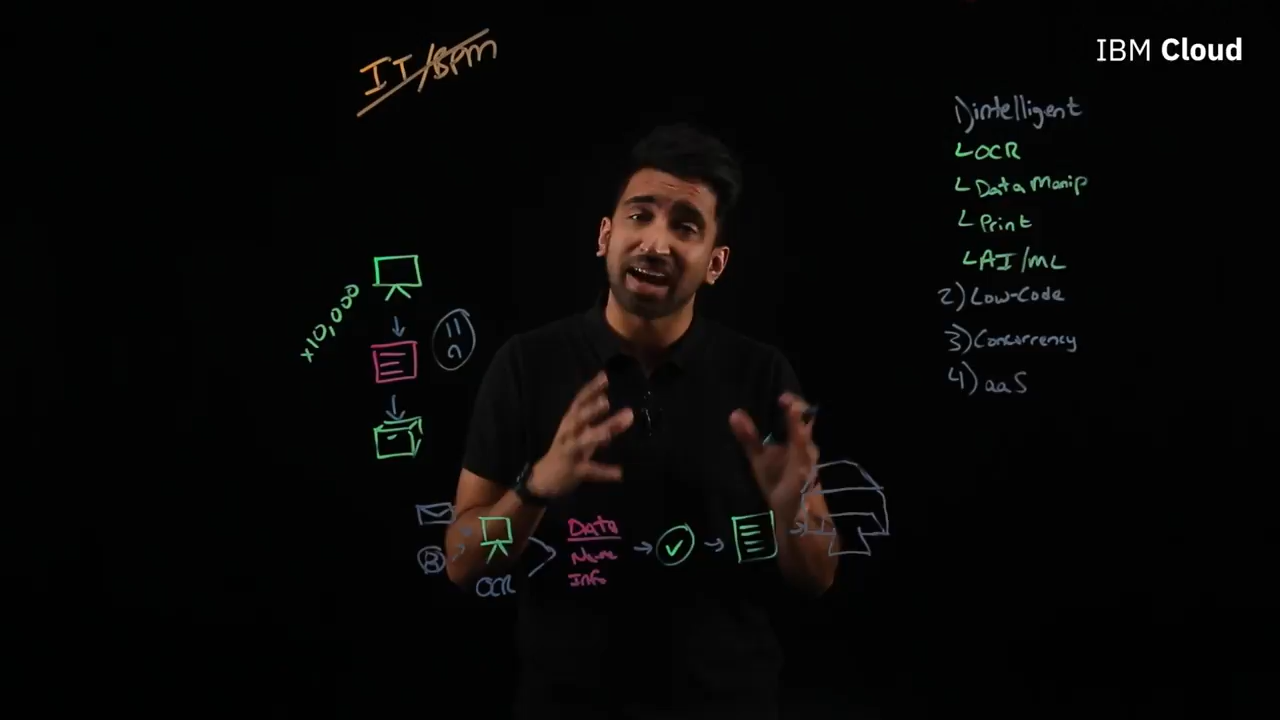 IT/BPM
IBM Cloud
1) intelligent
OCR
Data Manip
Print
AI/ML
2) Low-Code
3) Concurrency
4) aaS
x10,000
Data
Name
Info
OCR